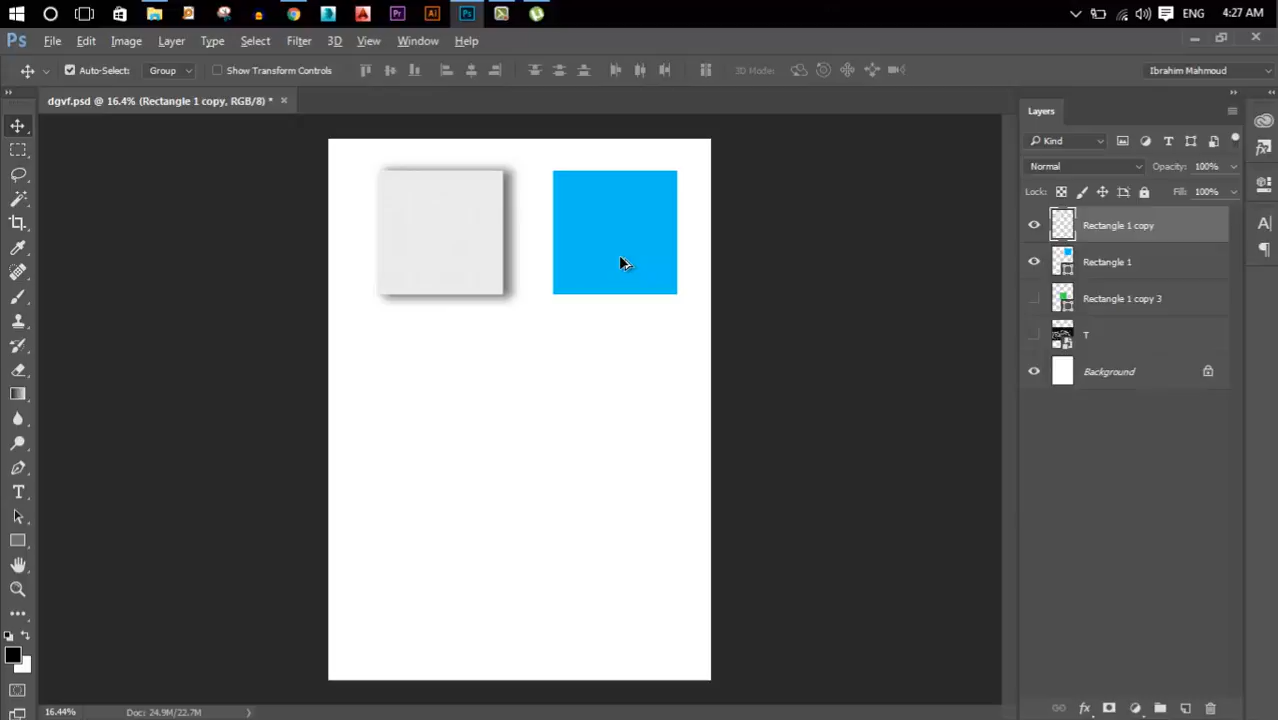 Pr Ai Ps ENG 4:27 AM
Ps File Edit Image Layer Type Select Filter 3D View Window Help
Auto-Select: Group Show Transform Controls 3D Mode: Ibrahim Mahmoud
dgvf.psd @ 16.4% (Rectangle 1 copy, RGB/8) *
Layers
Kind
Normal Opacity: 100%
Lock: Fill: 100%
Rectangle 1 copy
Rectangle 1
Rectangle 1 copy 3
T
Background
16.44% Doc: 24.9M/22.7M